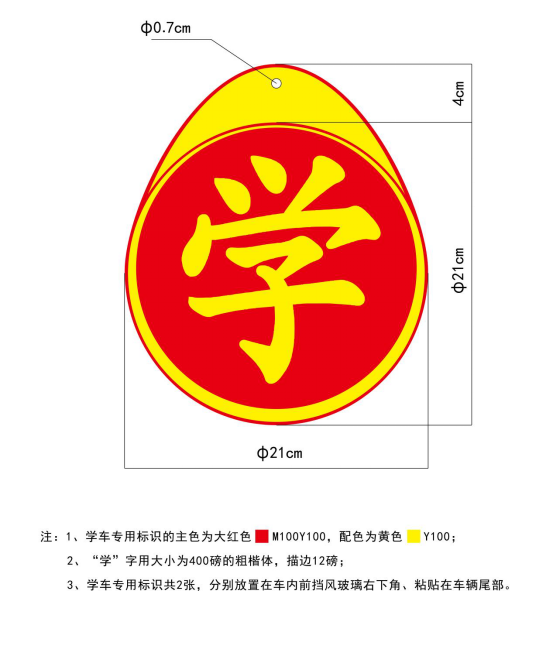 φ0.7cm
4cm
学
φ21cm
φ21cm
注：1、学车专用标识的主色为大红色 M100Y100，配色为黄色 Y100；
2、“学”字用大小为400磅的粗楷体，描边12磅；
3、学车专用标识共2张，分别放置在车内前挡风玻璃右下角、粘贴在车辆尾部。